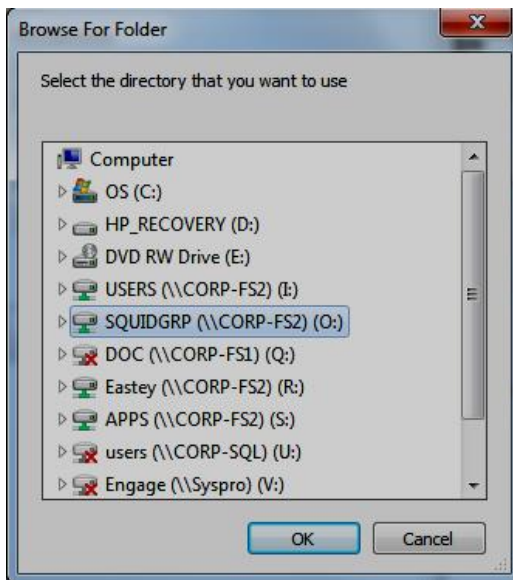 Browse For Folder
Select the directory that you want to use
Computer
OS (C:)
HP_RECOVERY (D:)
DVD RW Drive (E:)
USERS (\\CORP-FS2) (I:)
SQUIDGRP (\\CORP-FS2) (O:)
DOC (\\CORP-FS1) (Q:)
Eastey (\\CORP-FS2) (R:)
APPS (\\CORP-FS2) (S:)
users (\\CORP-SQL) (U:)
Engage (\\Syspro) (V:)
OK Cancel